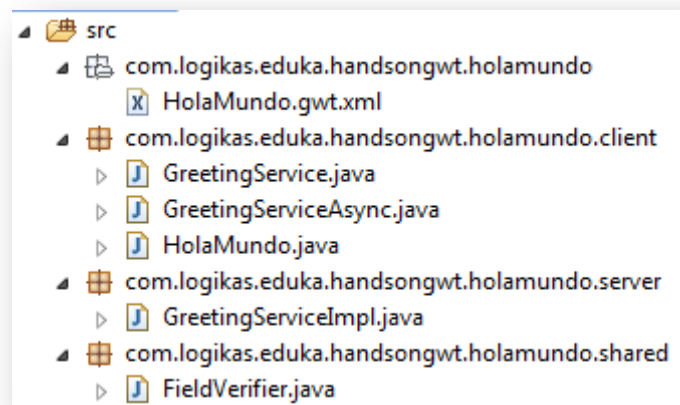 src
com.logikas.eduka.handsongwt.holamundo
HolaMundo.gwt.xml
com.logikas.eduka.handsongwt.holamundo.client
GreetingService.java
GreetingServiceAsync.java
HolaMundo.java
com.logikas.eduka.handsongwt.holamundo.server
GreetingServiceImpl.java
com.logikas.eduka.handsongwt.holamundo.shared
FieldVerifier.java